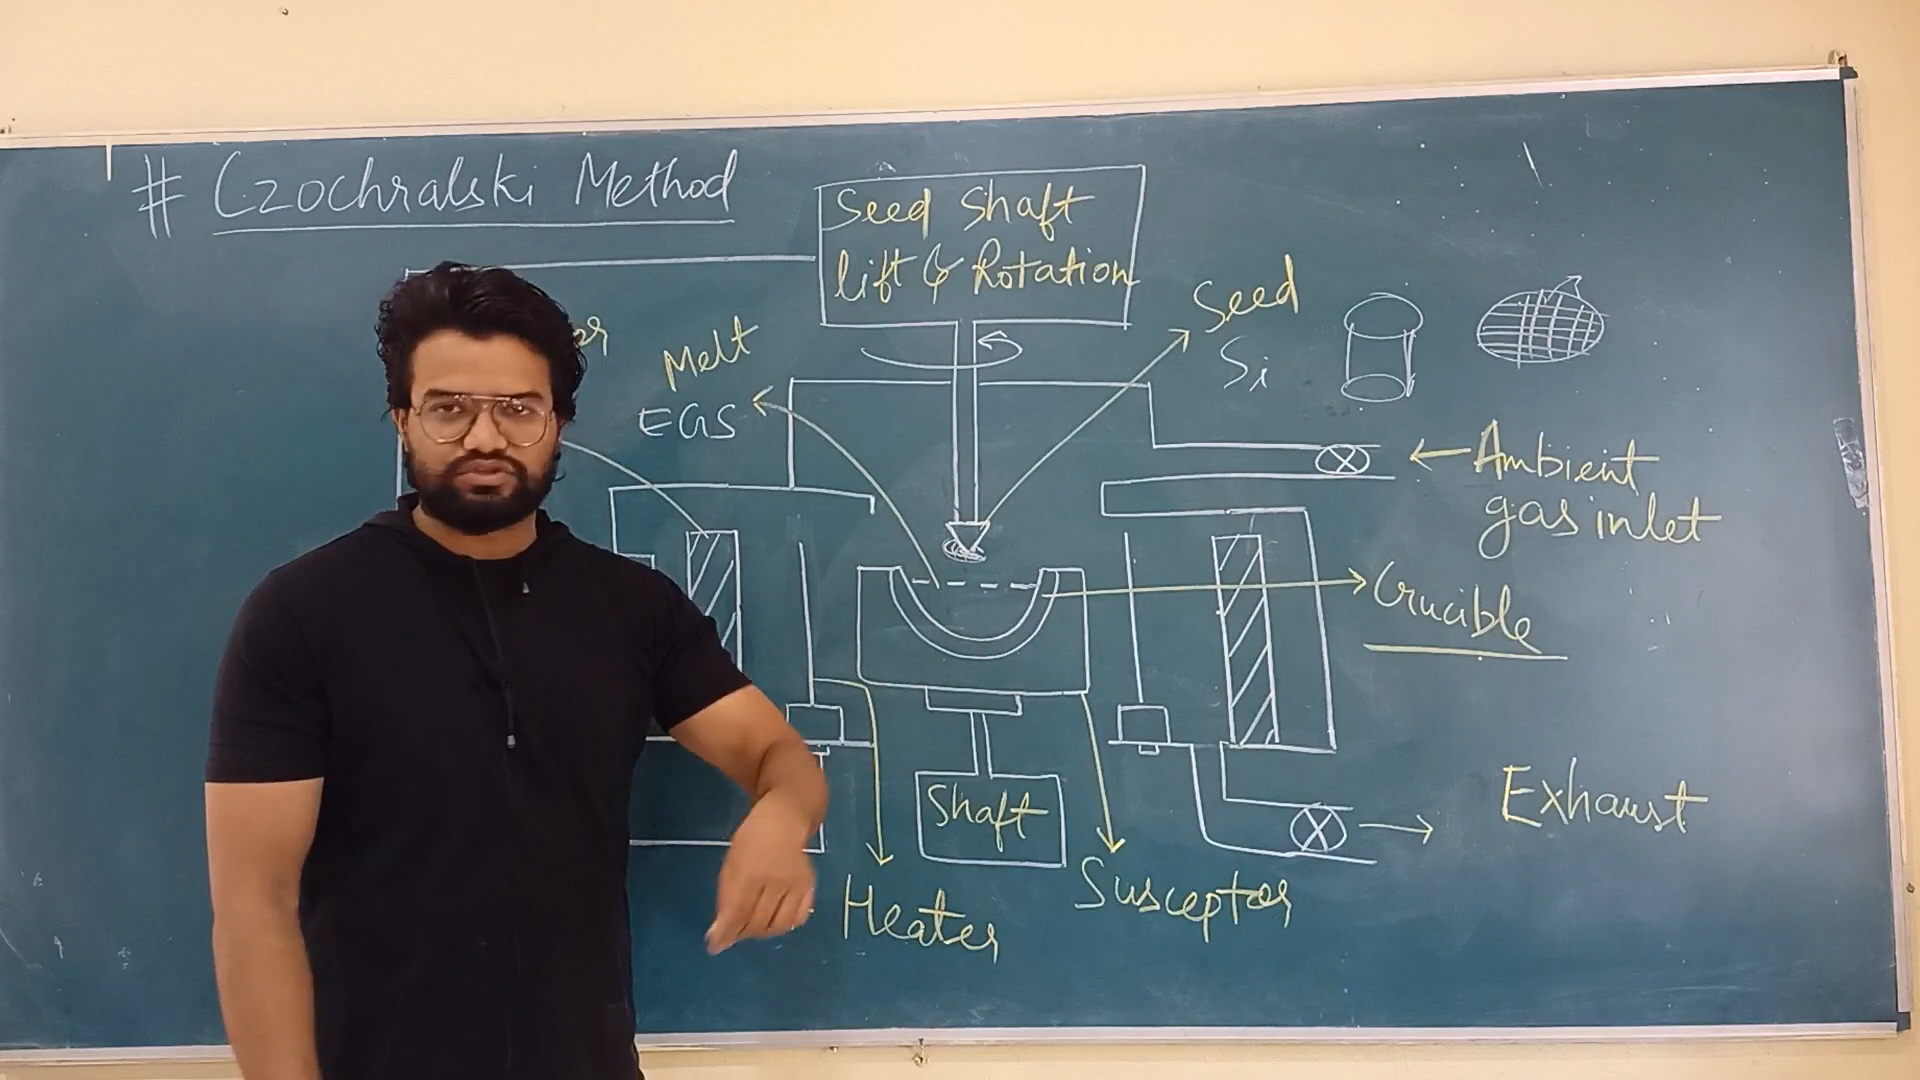 # Czochralski Method
Seed Shaft
lift & Rotation
Seed
Si
Melt
EGS
Ambient
gas inlet
Crucible
Shaft
Exhaust
Susceptor
Heater